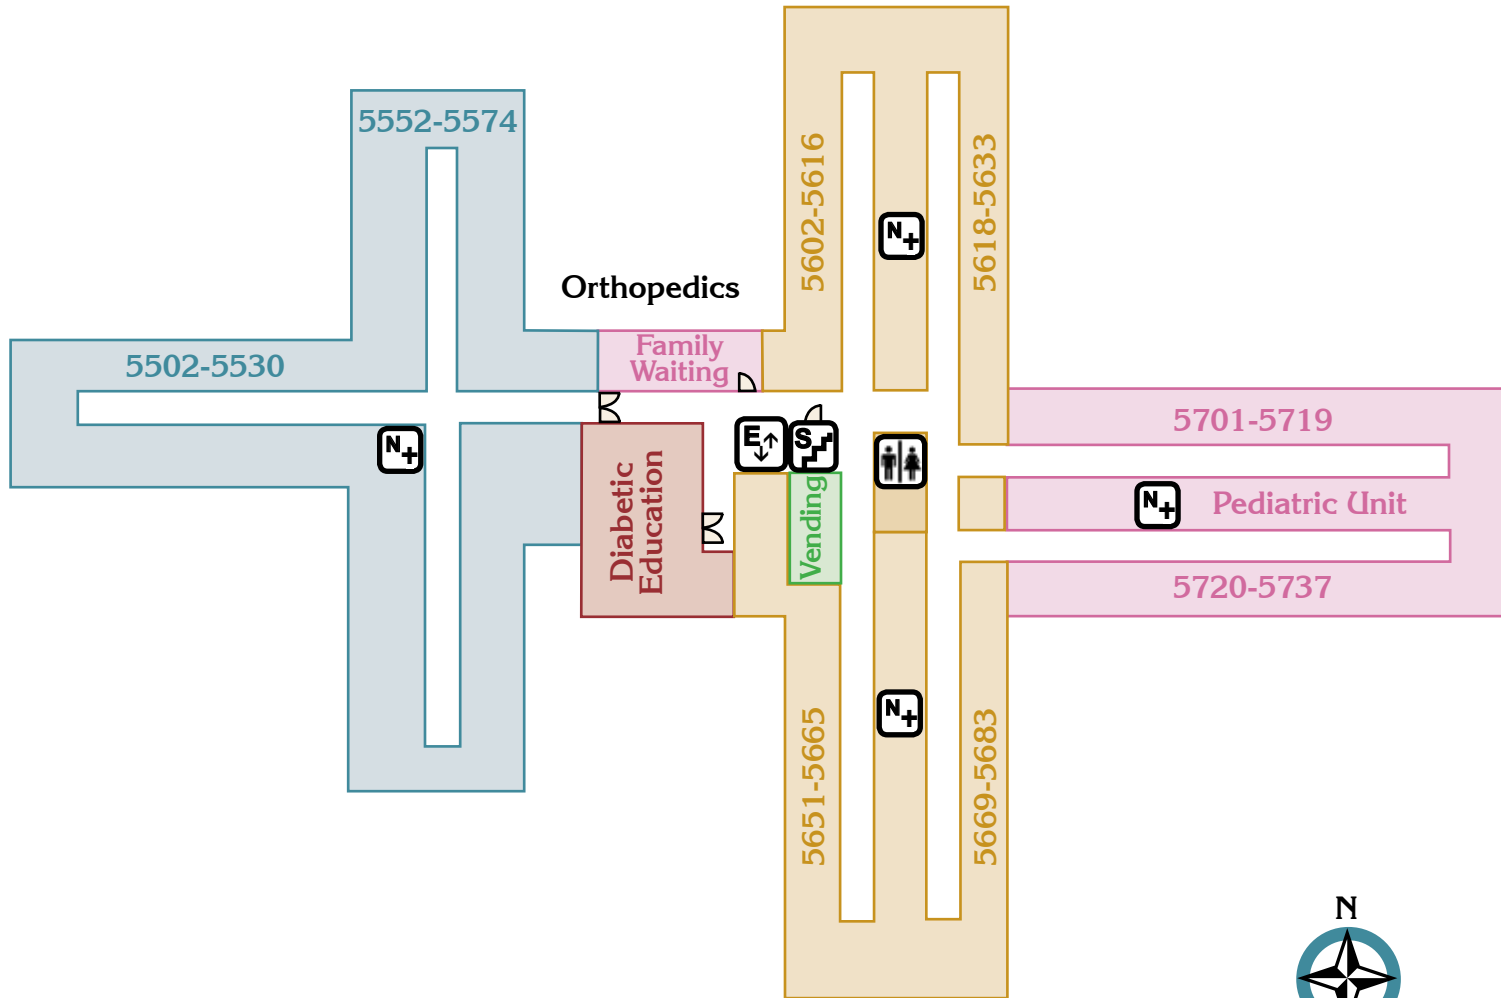 5552-5574
5602-5616
5618-5633
N+
Orthopedics
Family
Waiting
5502-5530
5701-5719
N+
E
S
Diabetic
Education
Vending
N+
Pediatric Unit
5720-5737
5651-5665
N+
5669-5683
N